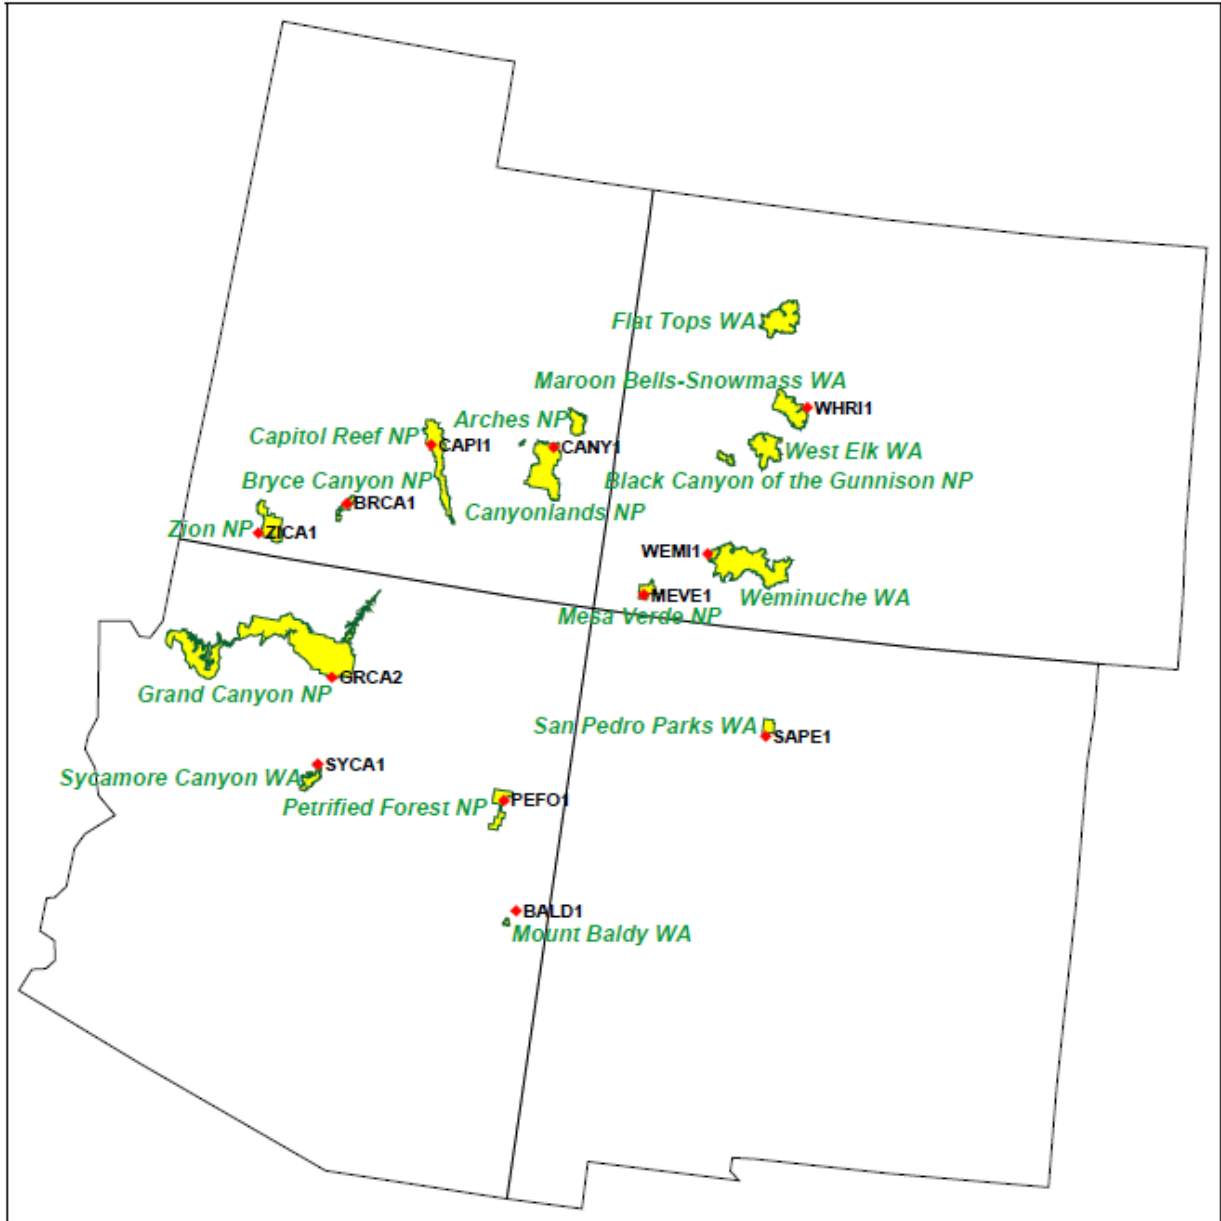 Flat Tops WA
Maroon Bells-Snowmass WA
WHRI1
Arches NP
Capitol Reef NP
CAPI1
CANY1
West Elk WA
Black Canyon of the Gunnison NP
Bryce Canyon NP
BRCA1
Canyonlands NP
Zion NP
ZICA1
WEMI1
MEVE1
Weminuche WA
Mesa Verde NP
GRCA2
Grand Canyon NP
San Pedro Parks WA
SAPE1
SYCA1
Sycamore Canyon WA
PEFO1
Petrified Forest NP
BALD1
Mount Baldy WA